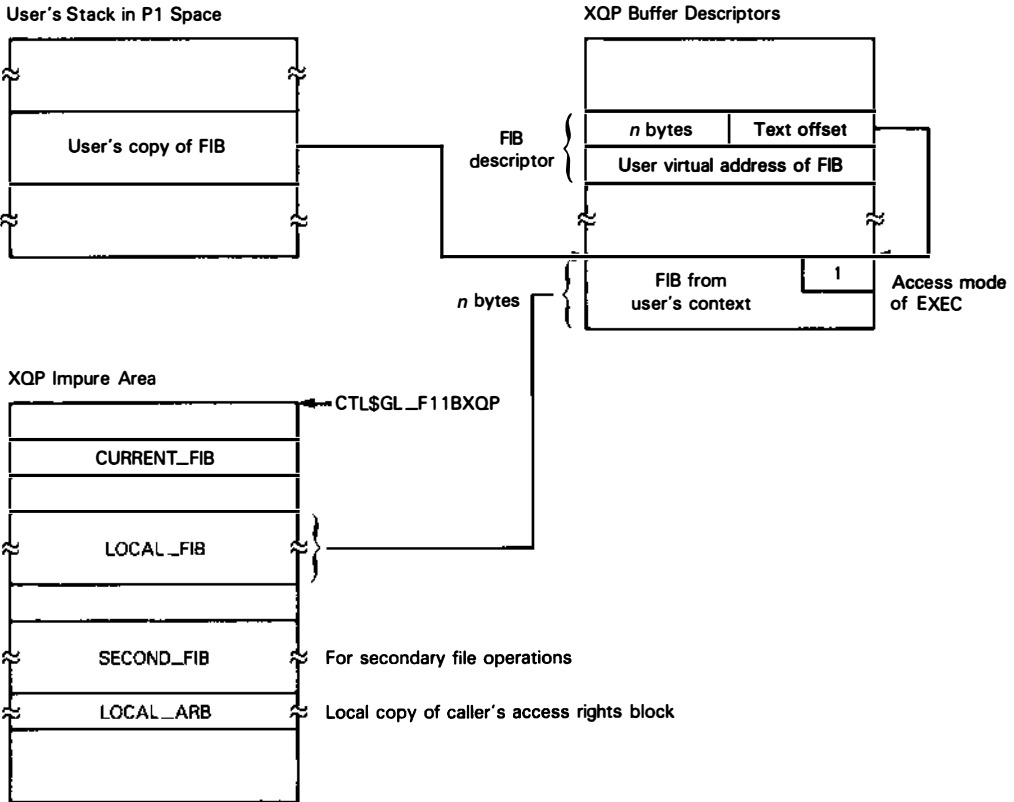 User's Stack in P1 Space
User's copy of FIB
XQP Buffer Descriptors
FIB
descriptor
n bytes
Text offset
User virtual address of FIB
n bytes
FIB from
user's context
1
Access mode
of EXEC
XQP Impure Area
CTL$GL_F11BXQP
CURRENT_FIB
LOCAL_FIB
SECOND_FIB
For secondary file operations
LOCAL_ARB
Local copy of caller's access rights block